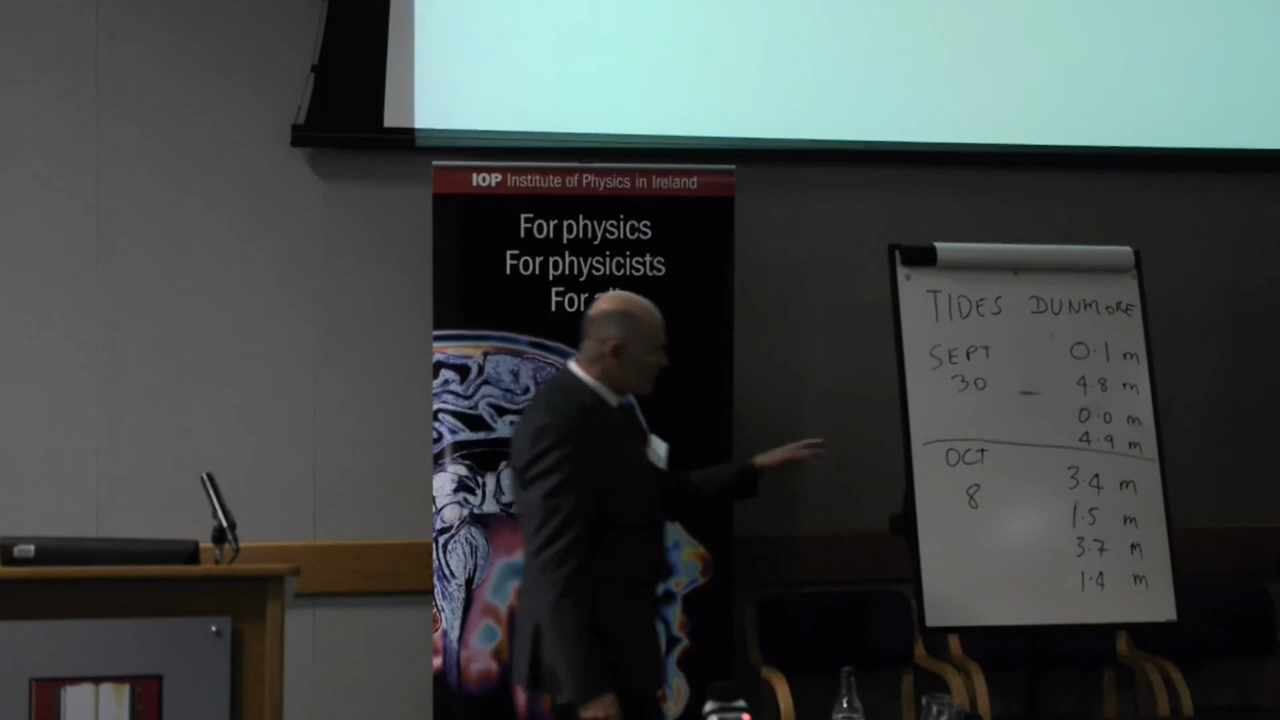 IOP Institute of Physics in Ireland
For physics
For physicists
For
TIDES DUNMORE
SEPT 0.1 m
30 — 4.8 m
0.0 m
4.9 m
OCT
3.4 m
8
1.5 m
3.7 m
1.4 m